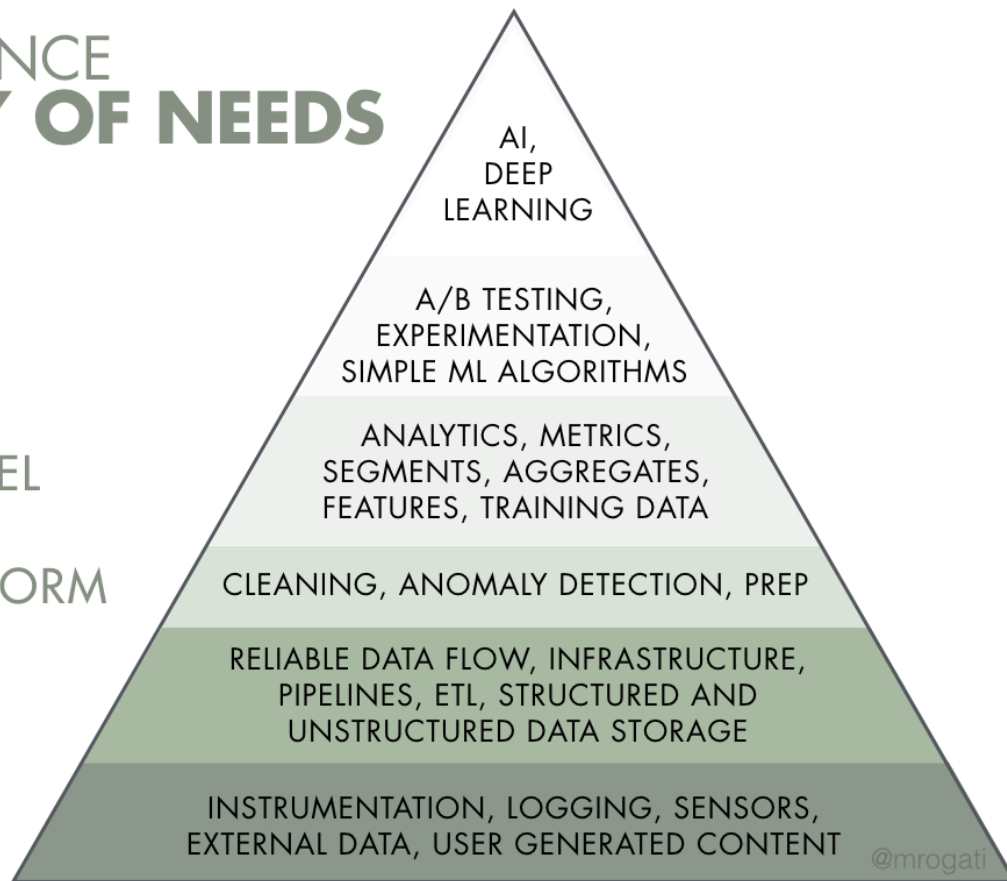 NCE
Y OF NEEDS
AI,
DEEP
LEARNING
A/B TESTING,
EXPERIMENTATION,
SIMPLE ML ALGORITHMS
ANALYTICS, METRICS,
SEGMENTS, AGGREGATES,
FEATURES, TRAINING DATA
EL
CLEANING, ANOMALY DETECTION, PREP
ORM
RELIABLE DATA FLOW, INFRASTRUCTURE,
PIPELINES, ETL, STRUCTURED AND
UNSTRUCTURED DATA STORAGE
INSTRUMENTATION, LOGGING, SENSORS,
EXTERNAL DATA, USER GENERATED CONTENT
@mrogati